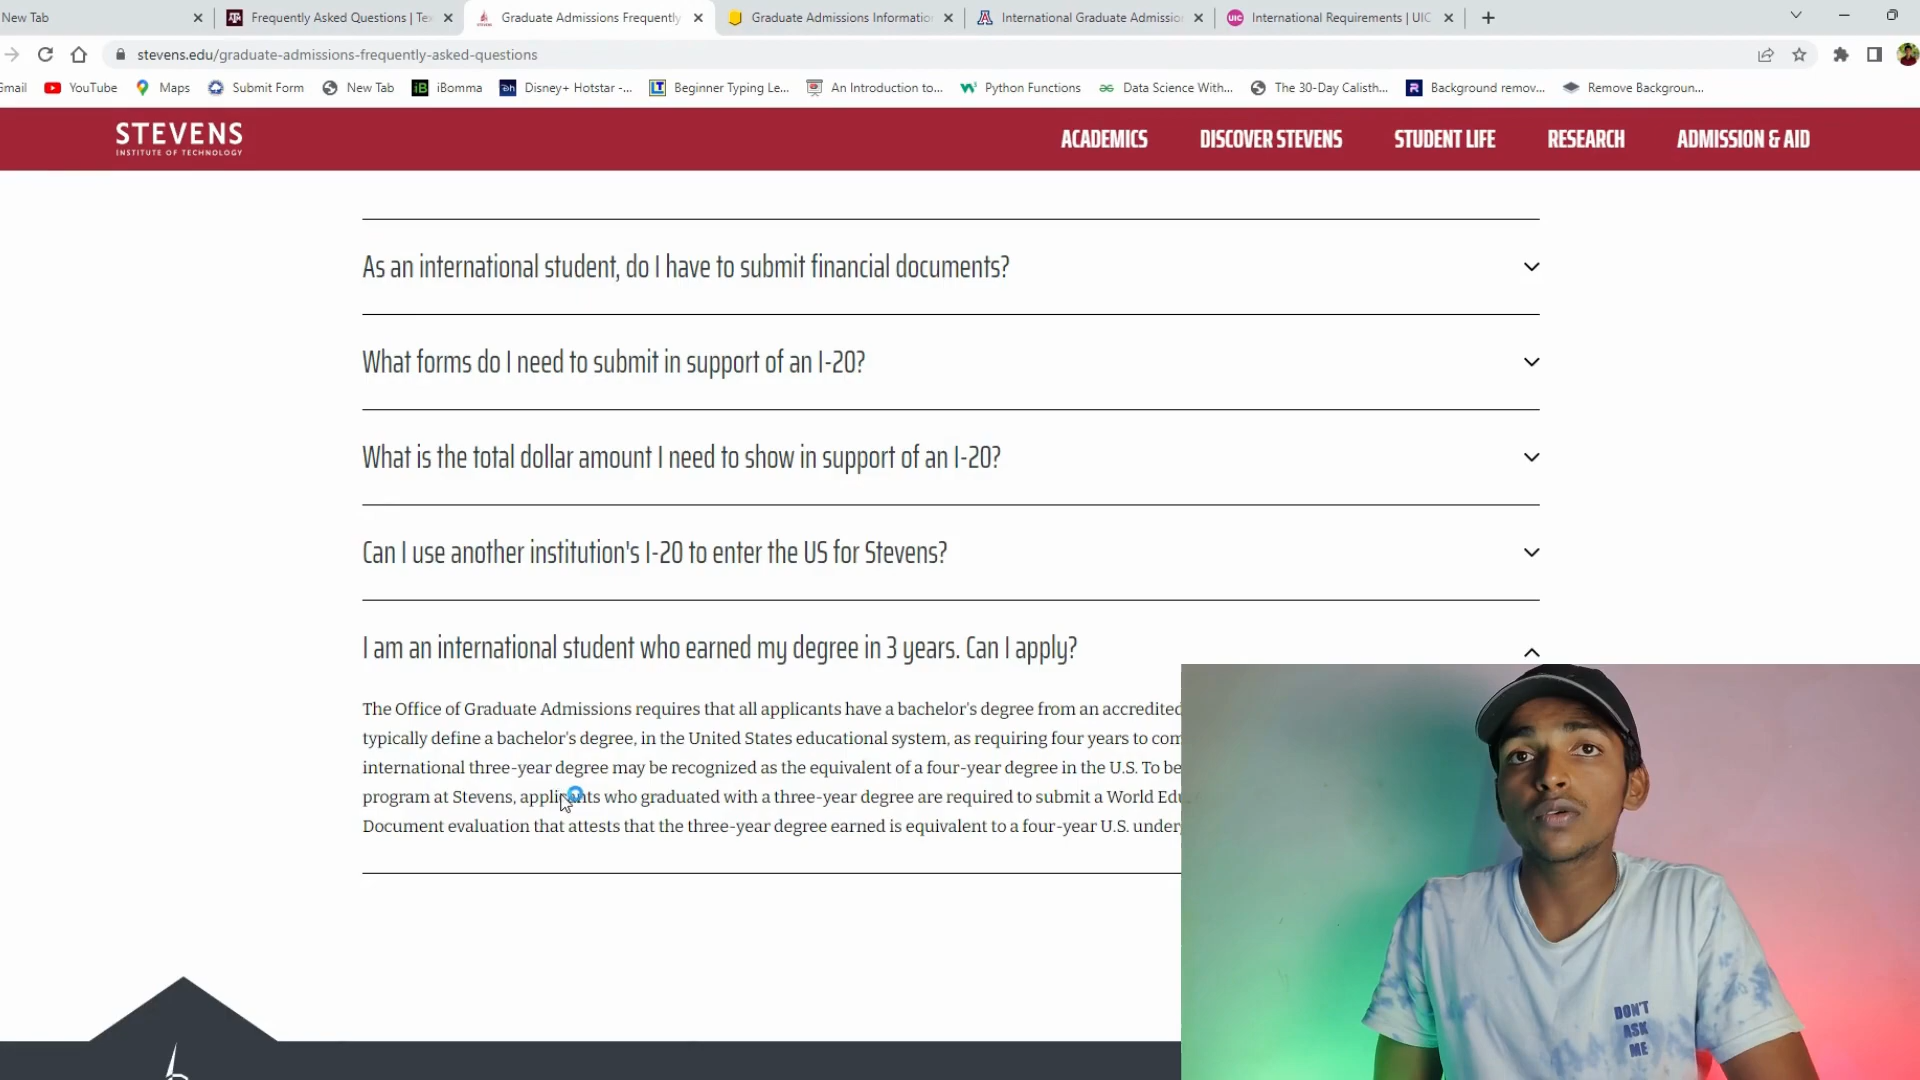 New Tab
Frequently Asked Questions | Tex
Graduate Admissions Frequently
Graduate Admissions Information
International Graduate Admission
International Requirements | UIC
stevens.edu/graduate-admissions-frequently-asked-questions
Gmail
YouTube
Maps
Submit Form
New Tab
iBomma
Disney+ Hotstar -...
Beginner Typing Le...
An Introduction to...
Python Functions
Data Science With...
The 30-Day Calisth...
Background remov...
Remove Backgroun...
STEVENS
INSTITUTE OF TECHNOLOGY
ACADEMICS
DISCOVER STEVENS
STUDENT LIFE
RESEARCH
ADMISSION & AID
As an international student, do I have to submit financial documents?
What forms do I need to submit in support of an I-20?
What is the total dollar amount I need to show in support of an I-20?
Can I use another institution's I-20 to enter the US for Stevens?
I am an international student who earned my degree in 3 years. Can I apply?
The Office of Graduate Admissions requires that all applicants have a bachelor's degree from an accredited
typically define a bachelor's degree, in the United States educational system, as requiring four years to com
international three-year degree may be recognized as the equivalent of a four-year degree in the U.S. To be
program at Stevens, applicants who graduated with a three-year degree are required to submit a World Edu
Document evaluation that attests that the three-year degree earned is equivalent to a four-year U.S. under
DON'T
ASK
ME